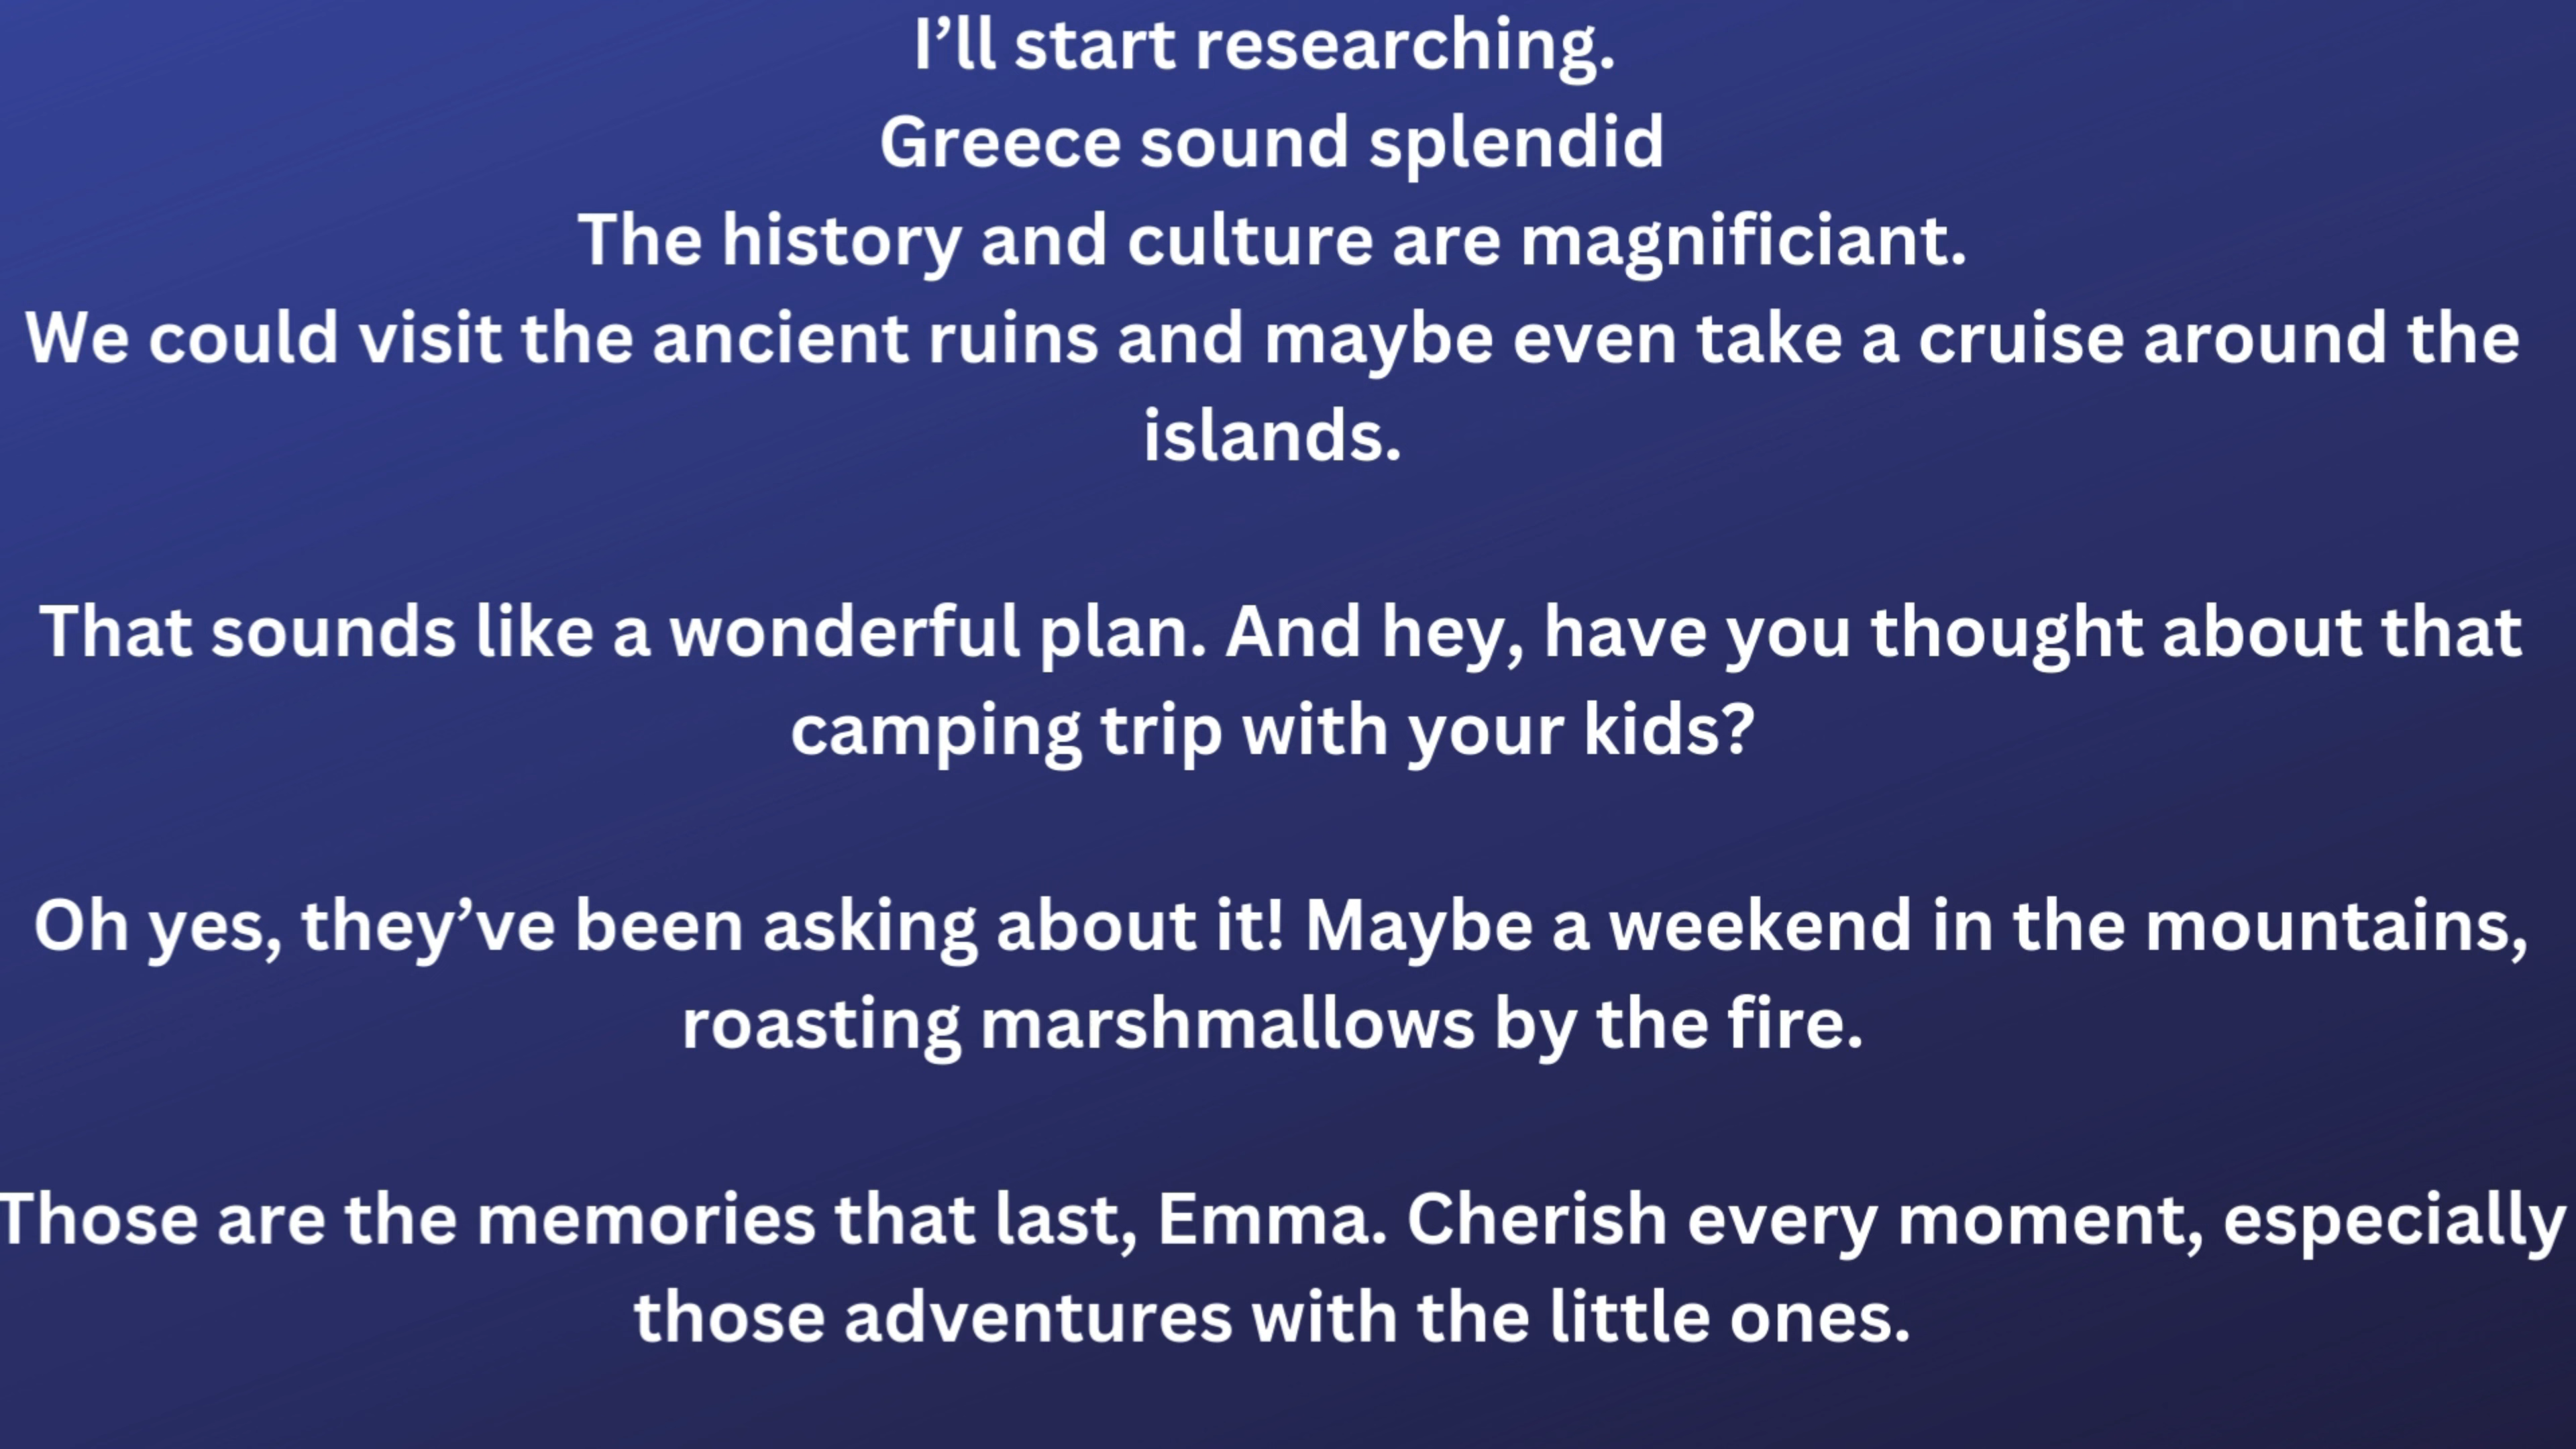 I’ll start researching.
Greece sound splendid
The history and culture are magnificiant.
We could visit the ancient ruins and maybe even take a cruise around the
islands.
That sounds like a wonderful plan. And hey, have you thought about that
camping trip with your kids?
Oh yes, they’ve been asking about it! Maybe a weekend in the mountains,
roasting marshmallows by the fire.
Those are the memories that last, Emma. Cherish every moment, especially
those adventures with the little ones.